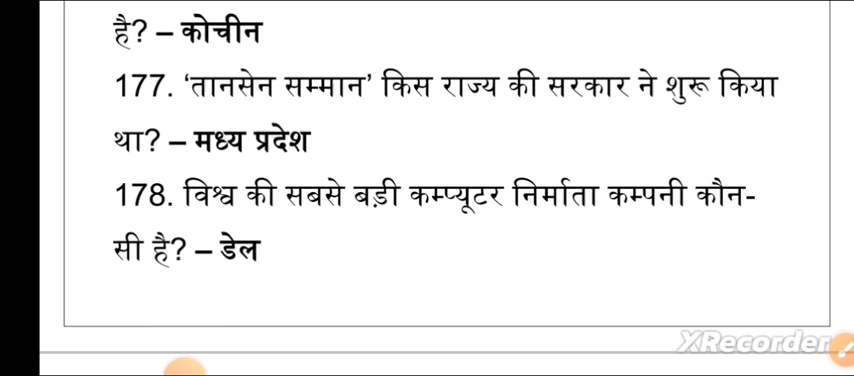 है? – कोचीन
177. ‘तानसेन सम्मान’ किस राज्य की सरकार ने शुरू किया
था? – मध्य प्रदेश
178. विश्व की सबसे बड़ी कम्प्यूटर निर्माता कम्पनी कौन-
सी है? – डेल
XRecorder